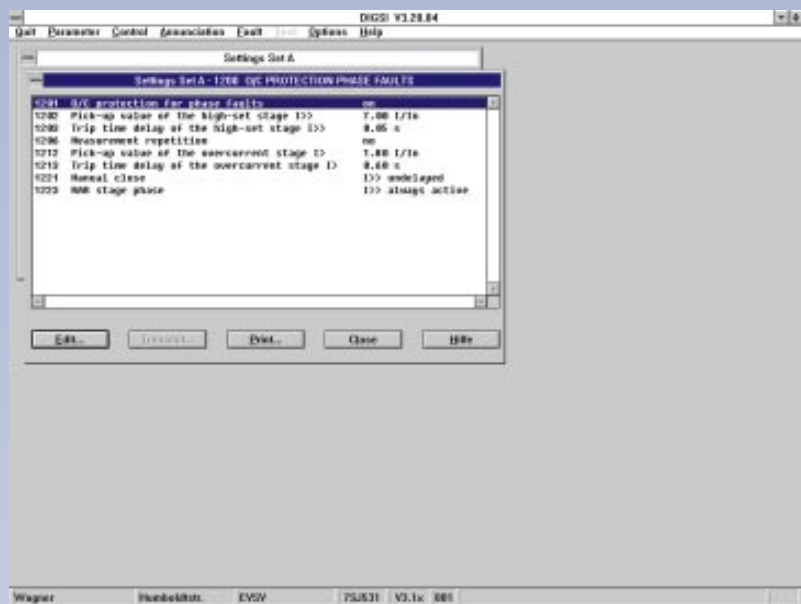 DIGSI V3.20.04
Quit Parameter Control Annunciation Fault Test Options Help
Settings Set A
Settings Set A - 1200 O/C PROTECTION PHASE FAULTS
1201 O/C protection for phase faults on
1202 Pick-up value of the high-set stage I>> 7.00 I/In
1203 Trip time delay of the high-set stage I>> 0.05 s
1206 Measurement repetition no
1212 Pick-up value of the overcurrent stage I> 1.00 I/In
1213 Trip time delay of the overcurrent stage I> 0.60 s
1221 Manual close I>> undelayed
1223 RAR stage phase I>> always active
Edit... Transmit... Print... Close Hilfe
Wagner Humboldtstr. EVSV 7SJ531 V3.1x 001